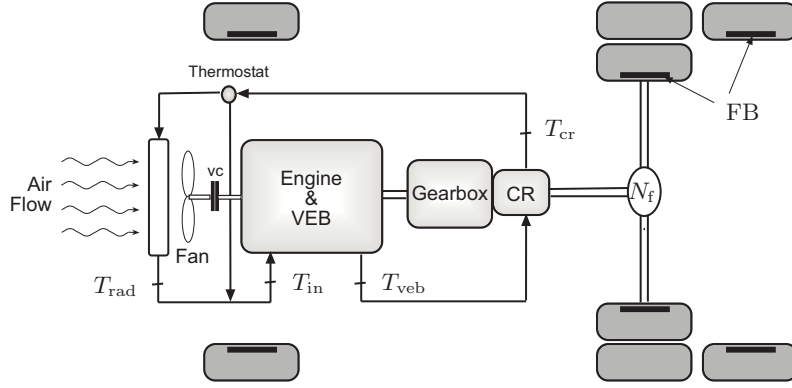 Thermostat
T_cr
FB
vc
Air
Flow
Engine
&
VEB
Gearbox
CR
N_f
Fan
T_rad
T_in
T_veb